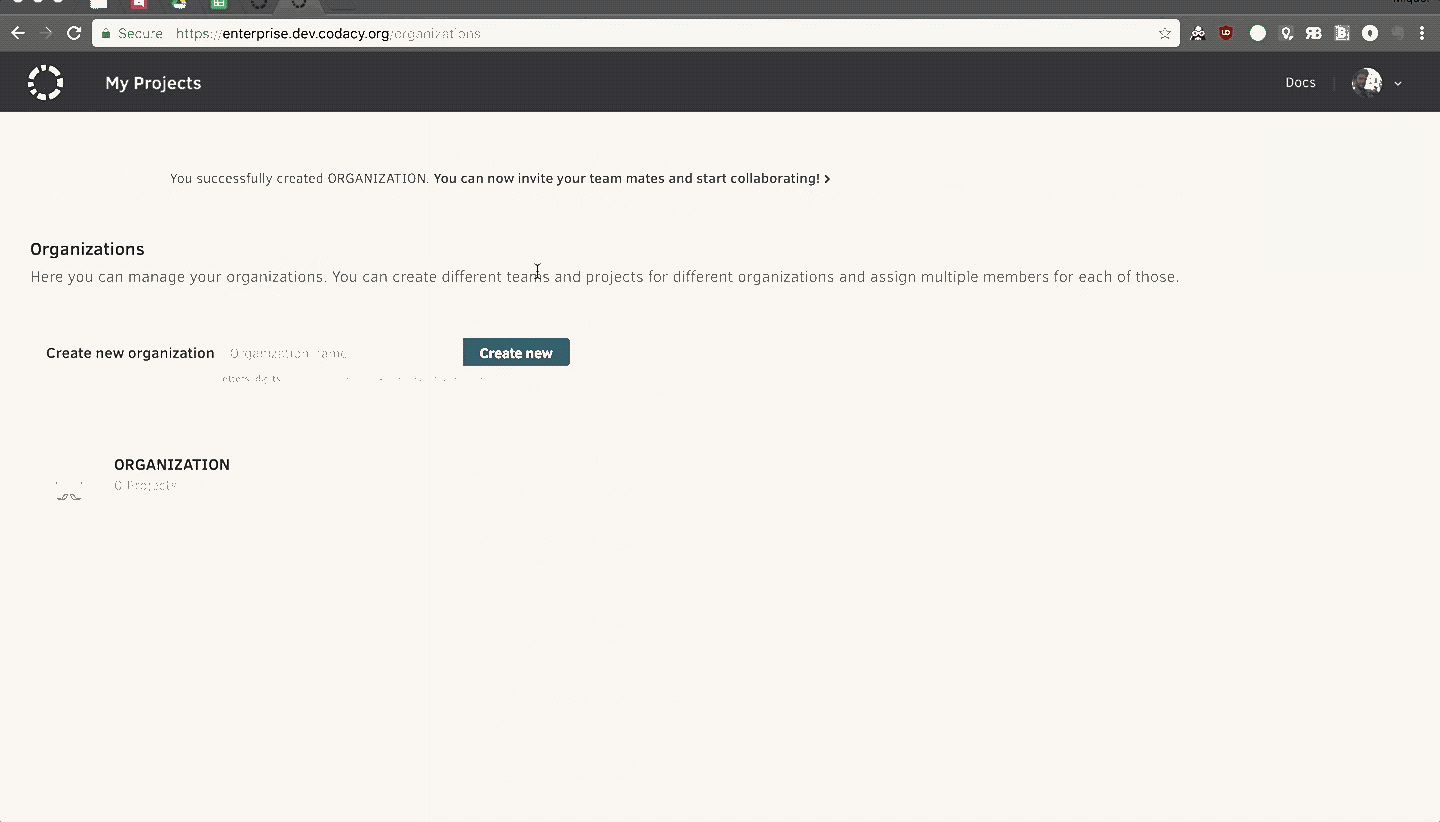 Secure https://enterprise.dev.codacy.org/organizations
My Projects
Docs
You successfully created ORGANIZATION. You can now invite your team mates and start collaborating!
Organizations
Here you can manage your organizations. You can create different teams and projects for different organizations and assign multiple members for each of those.
Create new organization Organization name Create new
ORGANIZATION
0 Projects